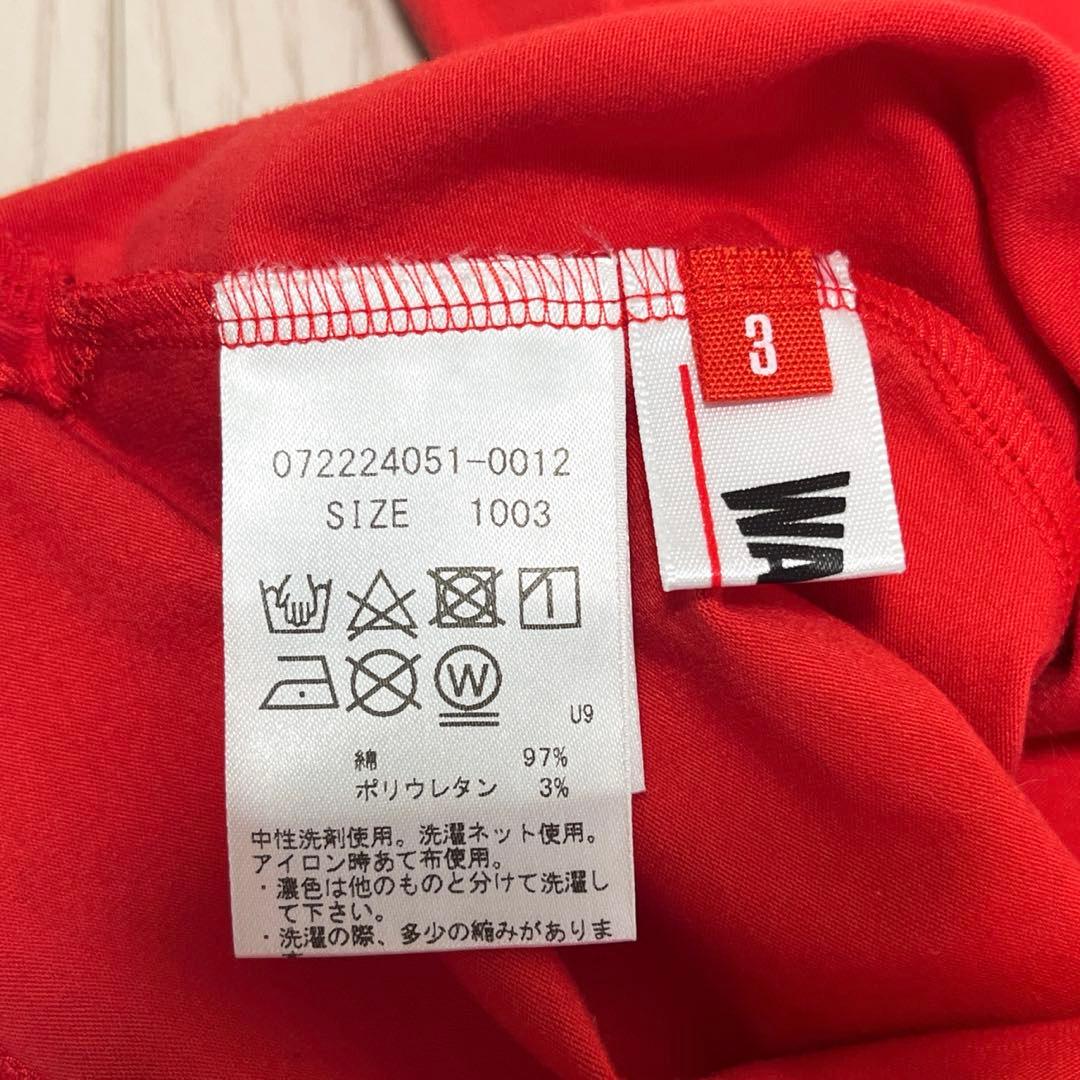 072224051-0012
SIZE 1003
W
U9
綿 97%
ポリウレタン 3%
中性洗剤使用。洗濯ネット使用。
アイロン時あて布使用。
・濃色は他のものと分けて洗濯し
て下さい。
・洗濯の際、多少の縮みがありま
3
WA